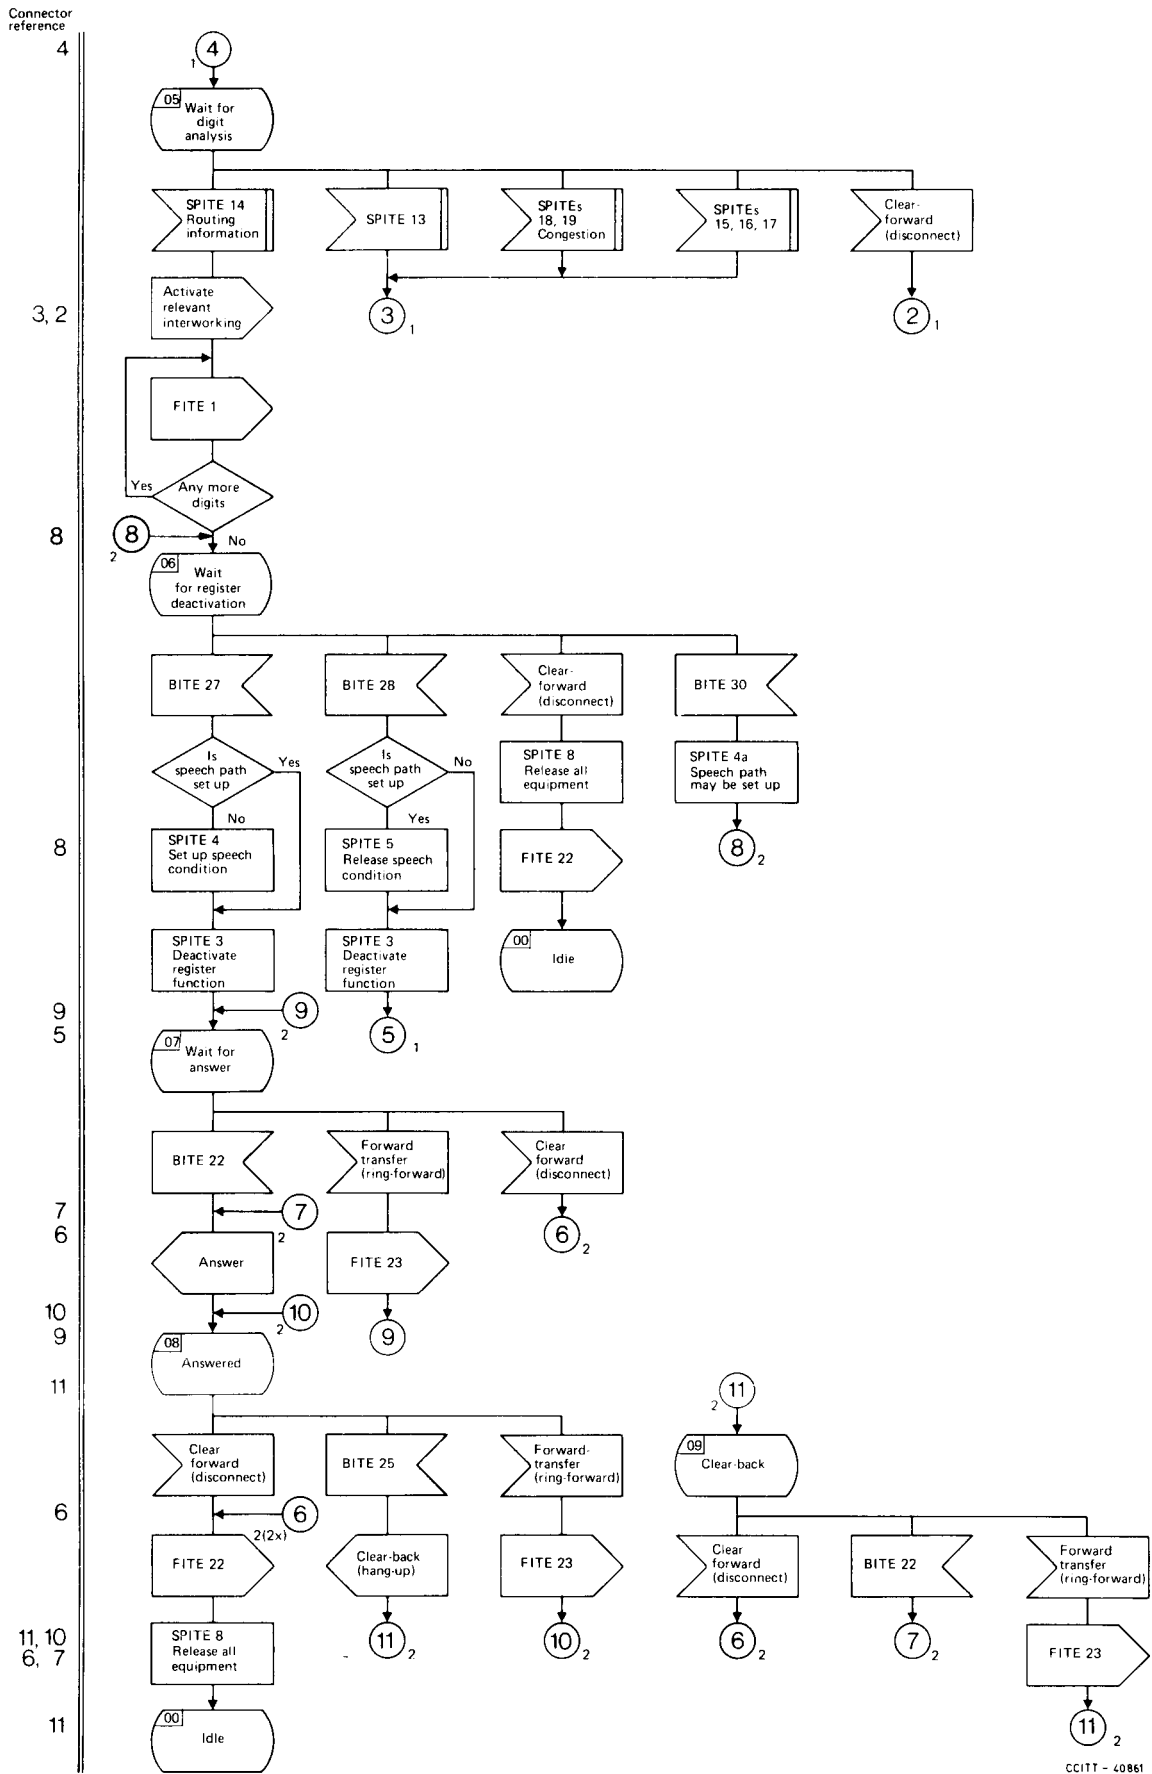 Connector
reference
4
4
1
05
Wait for
digit
analysis
SPITE 14
Routing
information
SPITE 13
SPITEs
18, 19
Congestion
SPITEs
15, 16, 17
Clear-
forward
(disconnect)
Activate
relevant
interworking
3, 2
3
1
2
1
FITE 1
Yes
Any more
digits
8
8
2
No
06
Wait
for register
deactivation
BITE 27
BITE 28
Clear-
forward
(disconnect)
BITE 30
Is
speech path
set up
Yes
Is
speech path
set up
No
SPITE 8
Release all
equipment
SPITE 4a
Speech path
may be set up
No
Yes
8
SPITE 4
Set up speech
condition
SPITE 5
Release speech
condition
FITE 22
8
2
SPITE 3
Deactivate
register
function
SPITE 3
Deactivate
register
function
00
Idle
9
9
2
5
5
1
07
Wait for
answer
BITE 22
Forward
transfer
(ring-forward)
Clear
forward
(disconnect)
7
7
2
6
6
2
Answer
FITE 23
10
10
2
9
9
08
Answered
11
11
2
Clear
forward
(disconnect)
BITE 25
Forward-
transfer
(ring-forward)
09
Clear-back
6
6
2(2x)
FITE 22
Clear-back
(hang-up)
FITE 23
Clear
forward
(disconnect)
BITE 22
Forward
transfer
(ring-forward)
11, 10
6, 7
SPITE 8
Release all
equipment
11
2
10
2
6
2
7
2
FITE 23
11
00
Idle
11
2
CCITT - 40861